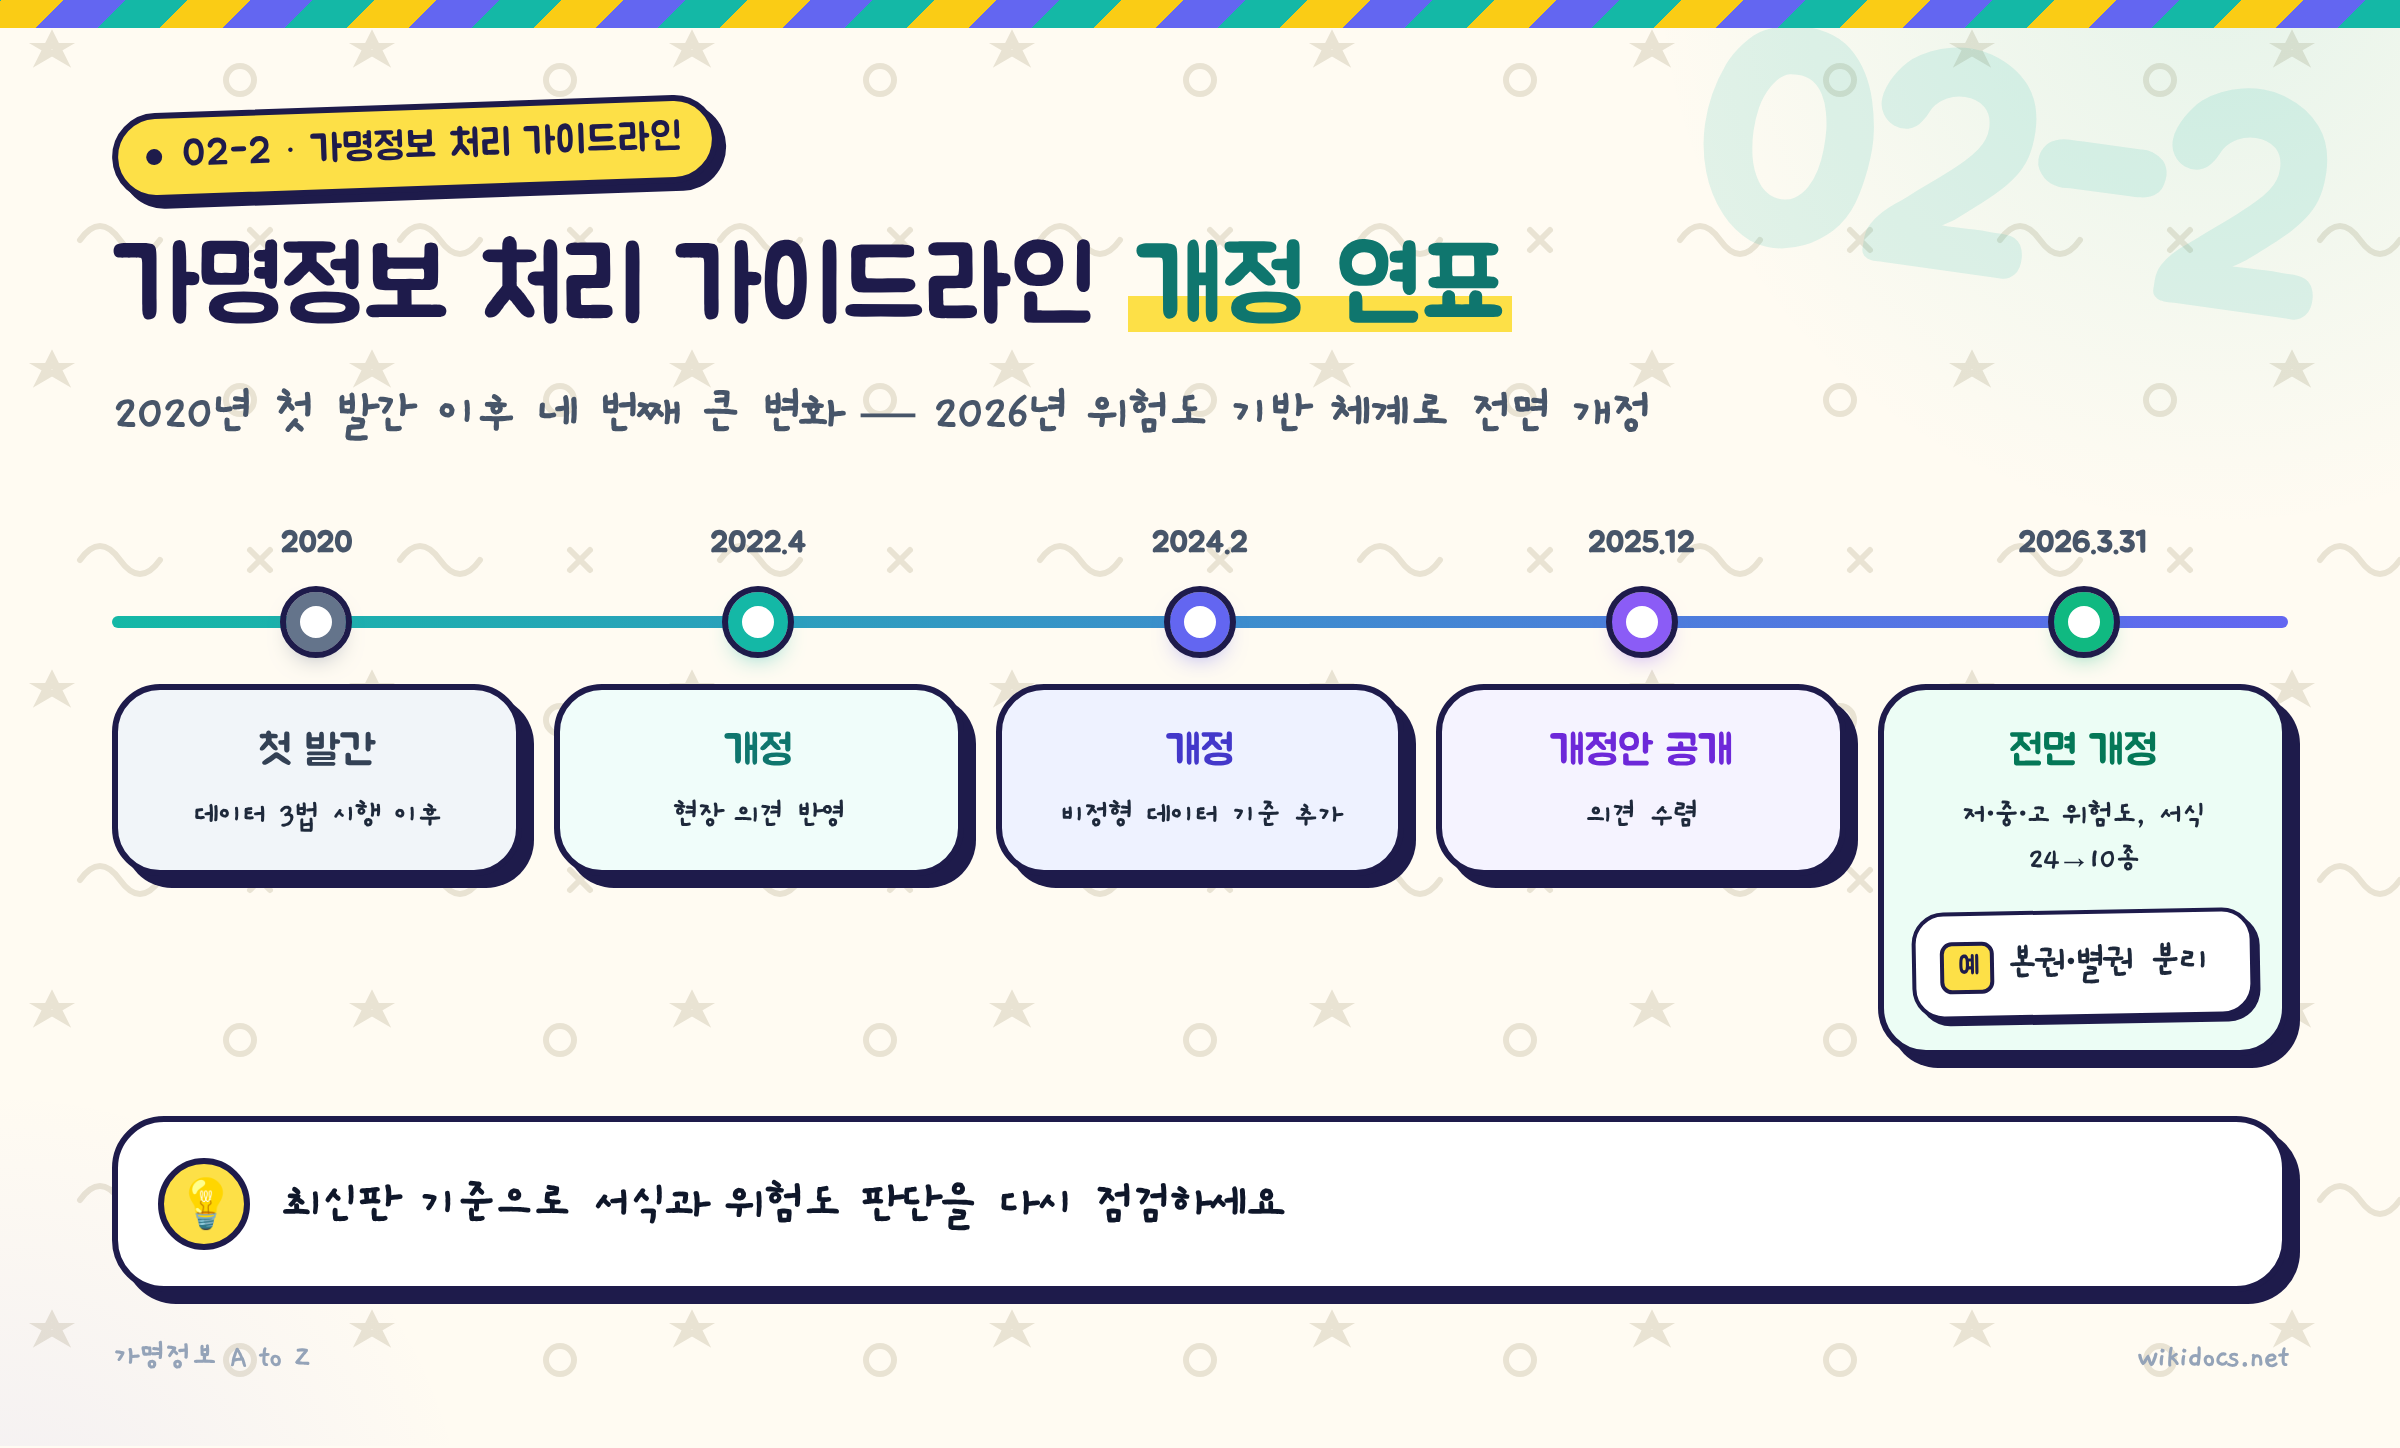 02-2
02-2 · 가명정보 처리 가이드라인
가명정보 처리 가이드라인 개정 연표
2020년 첫 발간 이후 네 번째 큰 변화 — 2026년 위험도 기반 체계로 전면 개정
2020
2022.4
2024.2
2025.12
2026.3.31
첫 발간
데이터 3법 시행 이후
개정
현장 의견 반영
개정
비정형 데이터 기준 추가
개정안 공개
의견 수렴
전면 개정
저·중·고 위험도, 서식
24→10종
예 본권·별권 분리
최신판 기준으로 서식과 위험도 판단을 다시 점검하세요
가명정보 A to Z
wikidocs.net